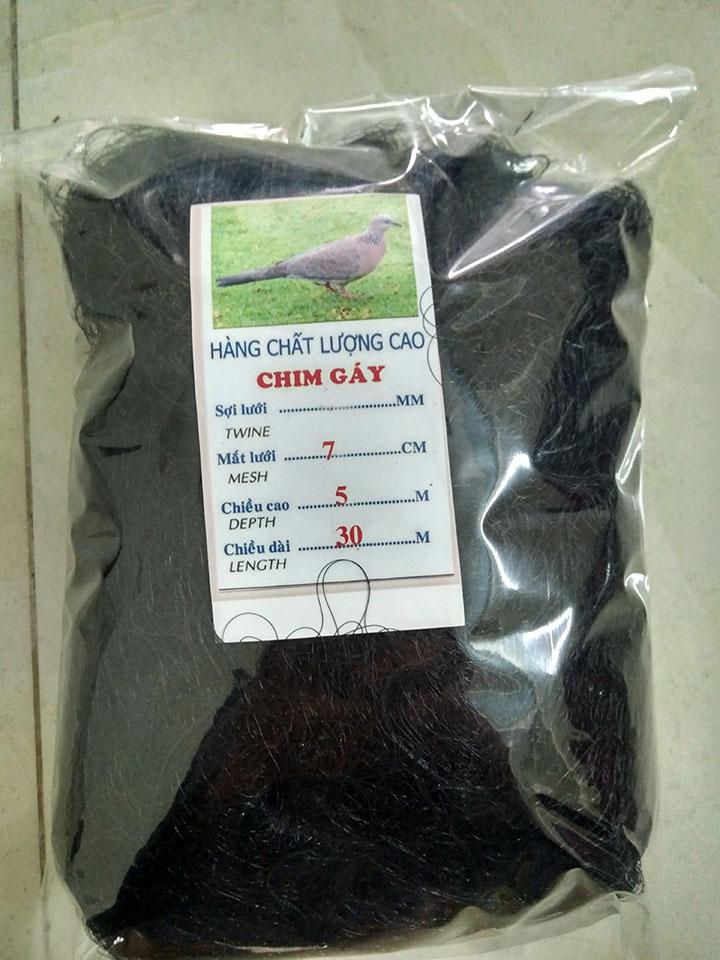 HÀNG CHẤT LƯỢNG CAO
CHIM GÁY
Sợi lưới ..............................MM
TWINE
Mắt lưới ..........7.................CM
MESH
Chiều cao ..........5.................M
DEPTH
Chiều dài ..........30................M
LENGTH